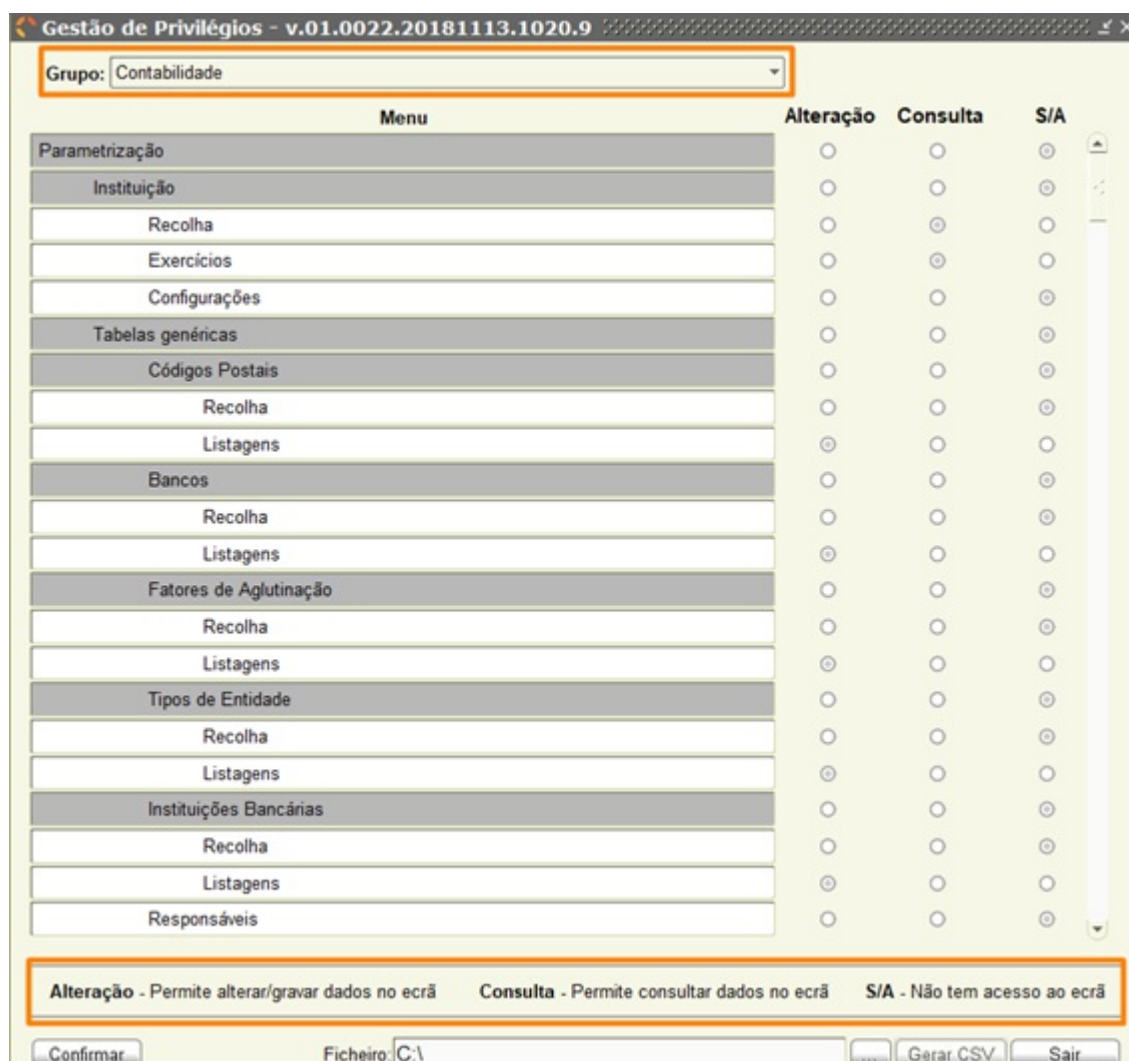 Gestão de Privilégios - v.01.0022.20181113.1020.9
Grupo: Contabilidade
Menu Alteração Consulta S/A
Parametrização
Instituição
Recolha
Exercícios
Configurações
Tabelas genéricas
Códigos Postais
Recolha
Listagens
Bancos
Recolha
Listagens
Fatores de Aglutinação
Recolha
Listagens
Tipos de Entidade
Recolha
Listagens
Instituições Bancárias
Recolha
Listagens
Responsáveis
Alteração - Permite alterar/gravar dados no ecrã Consulta - Permite consultar dados no ecrã S/A - Não tem acesso ao ecrã
Confirmar Ficheiro: C:\ ... Gerar CSV Sair